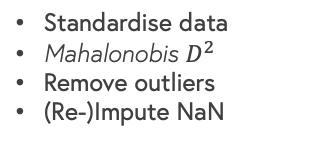 • Standardise data
• Mahalonobis D²
• Remove outliers
• (Re-)Impute NaN